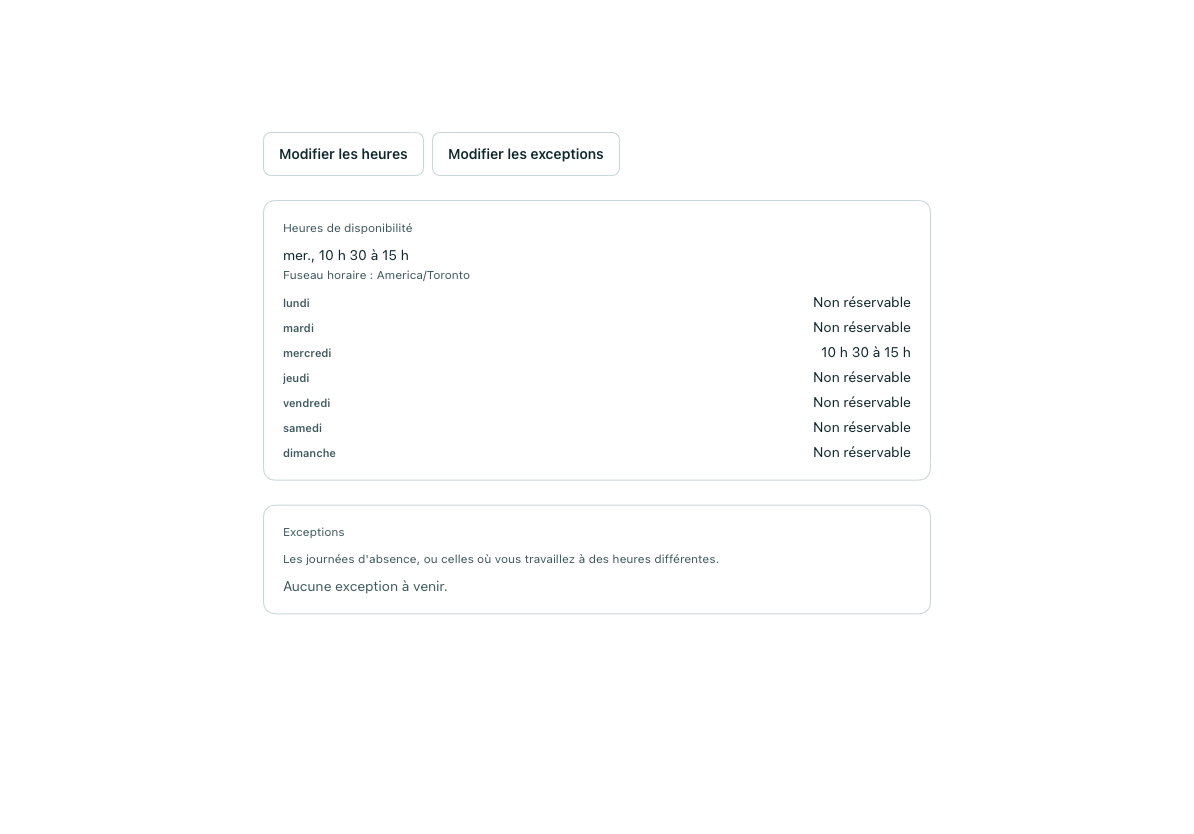 Modifier les heures
Modifier les exceptions
Heures de disponibilité
mer., 10 h 30 à 15 h
Fuseau horaire : America/Toronto
lundi Non réservable
mardi Non réservable
mercredi 10 h 30 à 15 h
jeudi Non réservable
vendredi Non réservable
samedi Non réservable
dimanche Non réservable
Exceptions
Les journées d'absence, ou celles où vous travaillez à des heures différentes.
Aucune exception à venir.